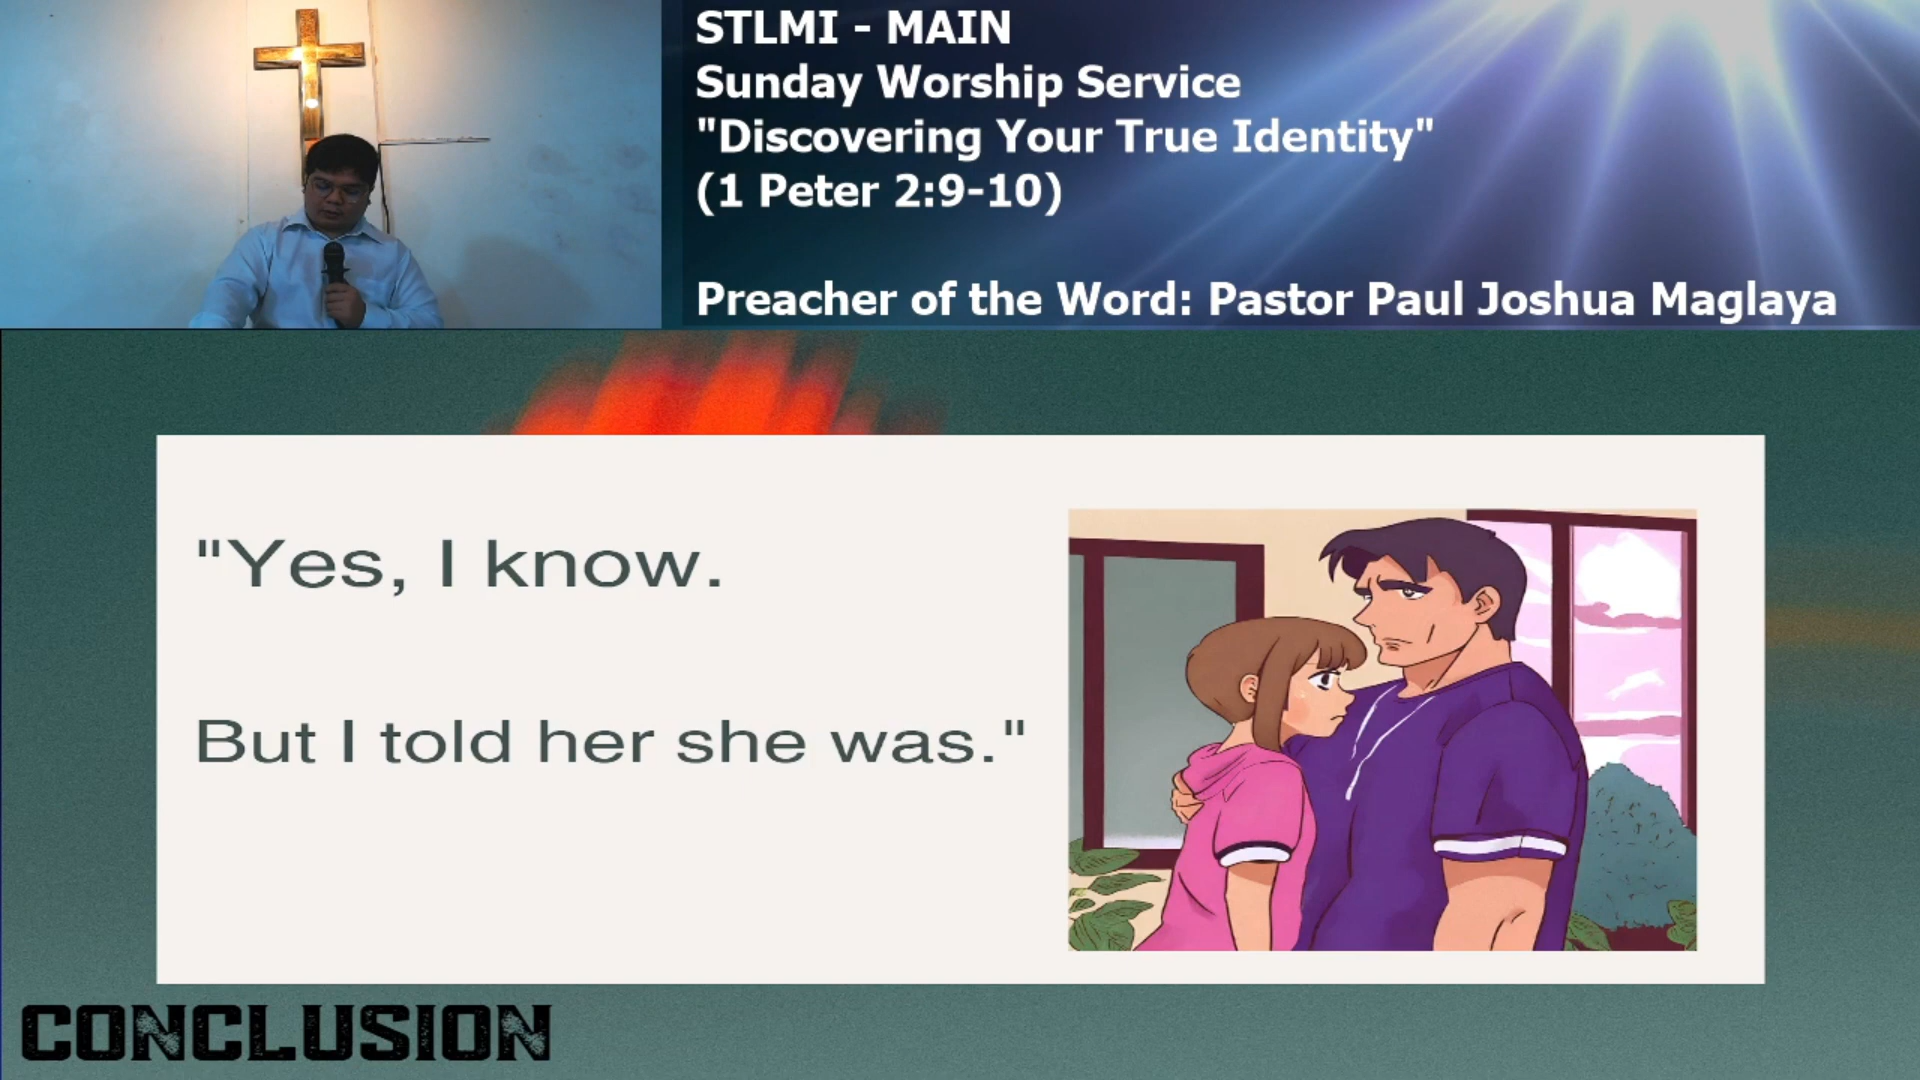 STLMI - MAIN
Sunday Worship Service
"Discovering Your True Identity"
(1 Peter 2:9-10)
Preacher of the Word: Pastor Paul Joshua Maglaya
"Yes, I know.
But I told her she was."
CONCLUSION